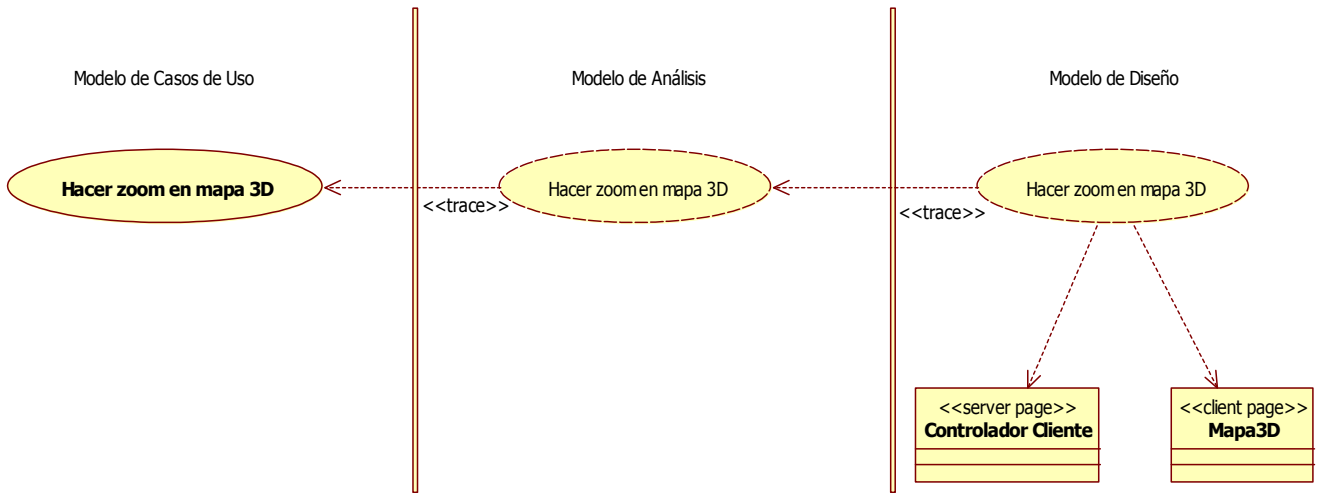 Modelo de Casos de Uso
Modelo de Análisis
Modelo de Diseño
Hacer zoom en mapa 3D
Hacer zoom en mapa 3D
Hacer zoom en mapa 3D
<<trace>>
<<trace>>
<<server page>>
Controlador Cliente
<<client page>>
Mapa3D